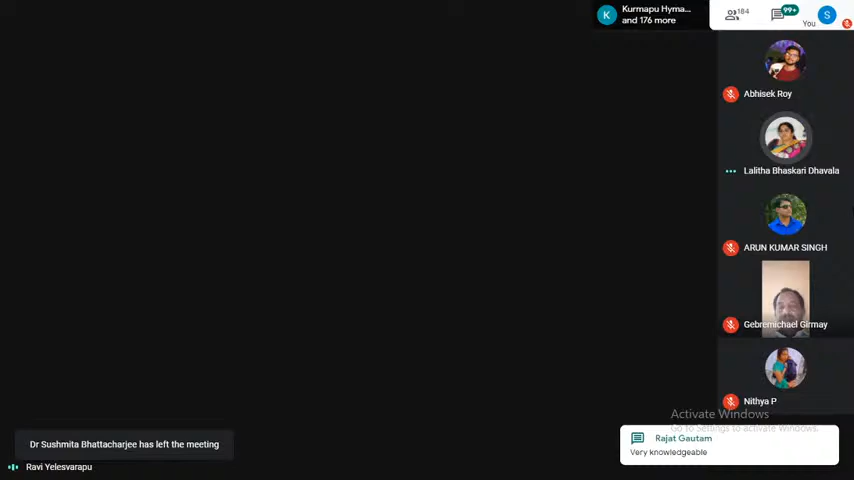 K
Kurmapu Hyma...
and 176 more
184
99+
You
S
Abhisek Roy
Lalitha Bhaskari Dhavala
ARUN KUMAR SINGH
Gebremichael Girmay
Nithya P
Activate Windows
Go to Settings to activate Windows.
Rajat Gautam
Very knowledgeable
Dr Sushmita Bhattacharjee has left the meeting
Ravi Yelesvarapu